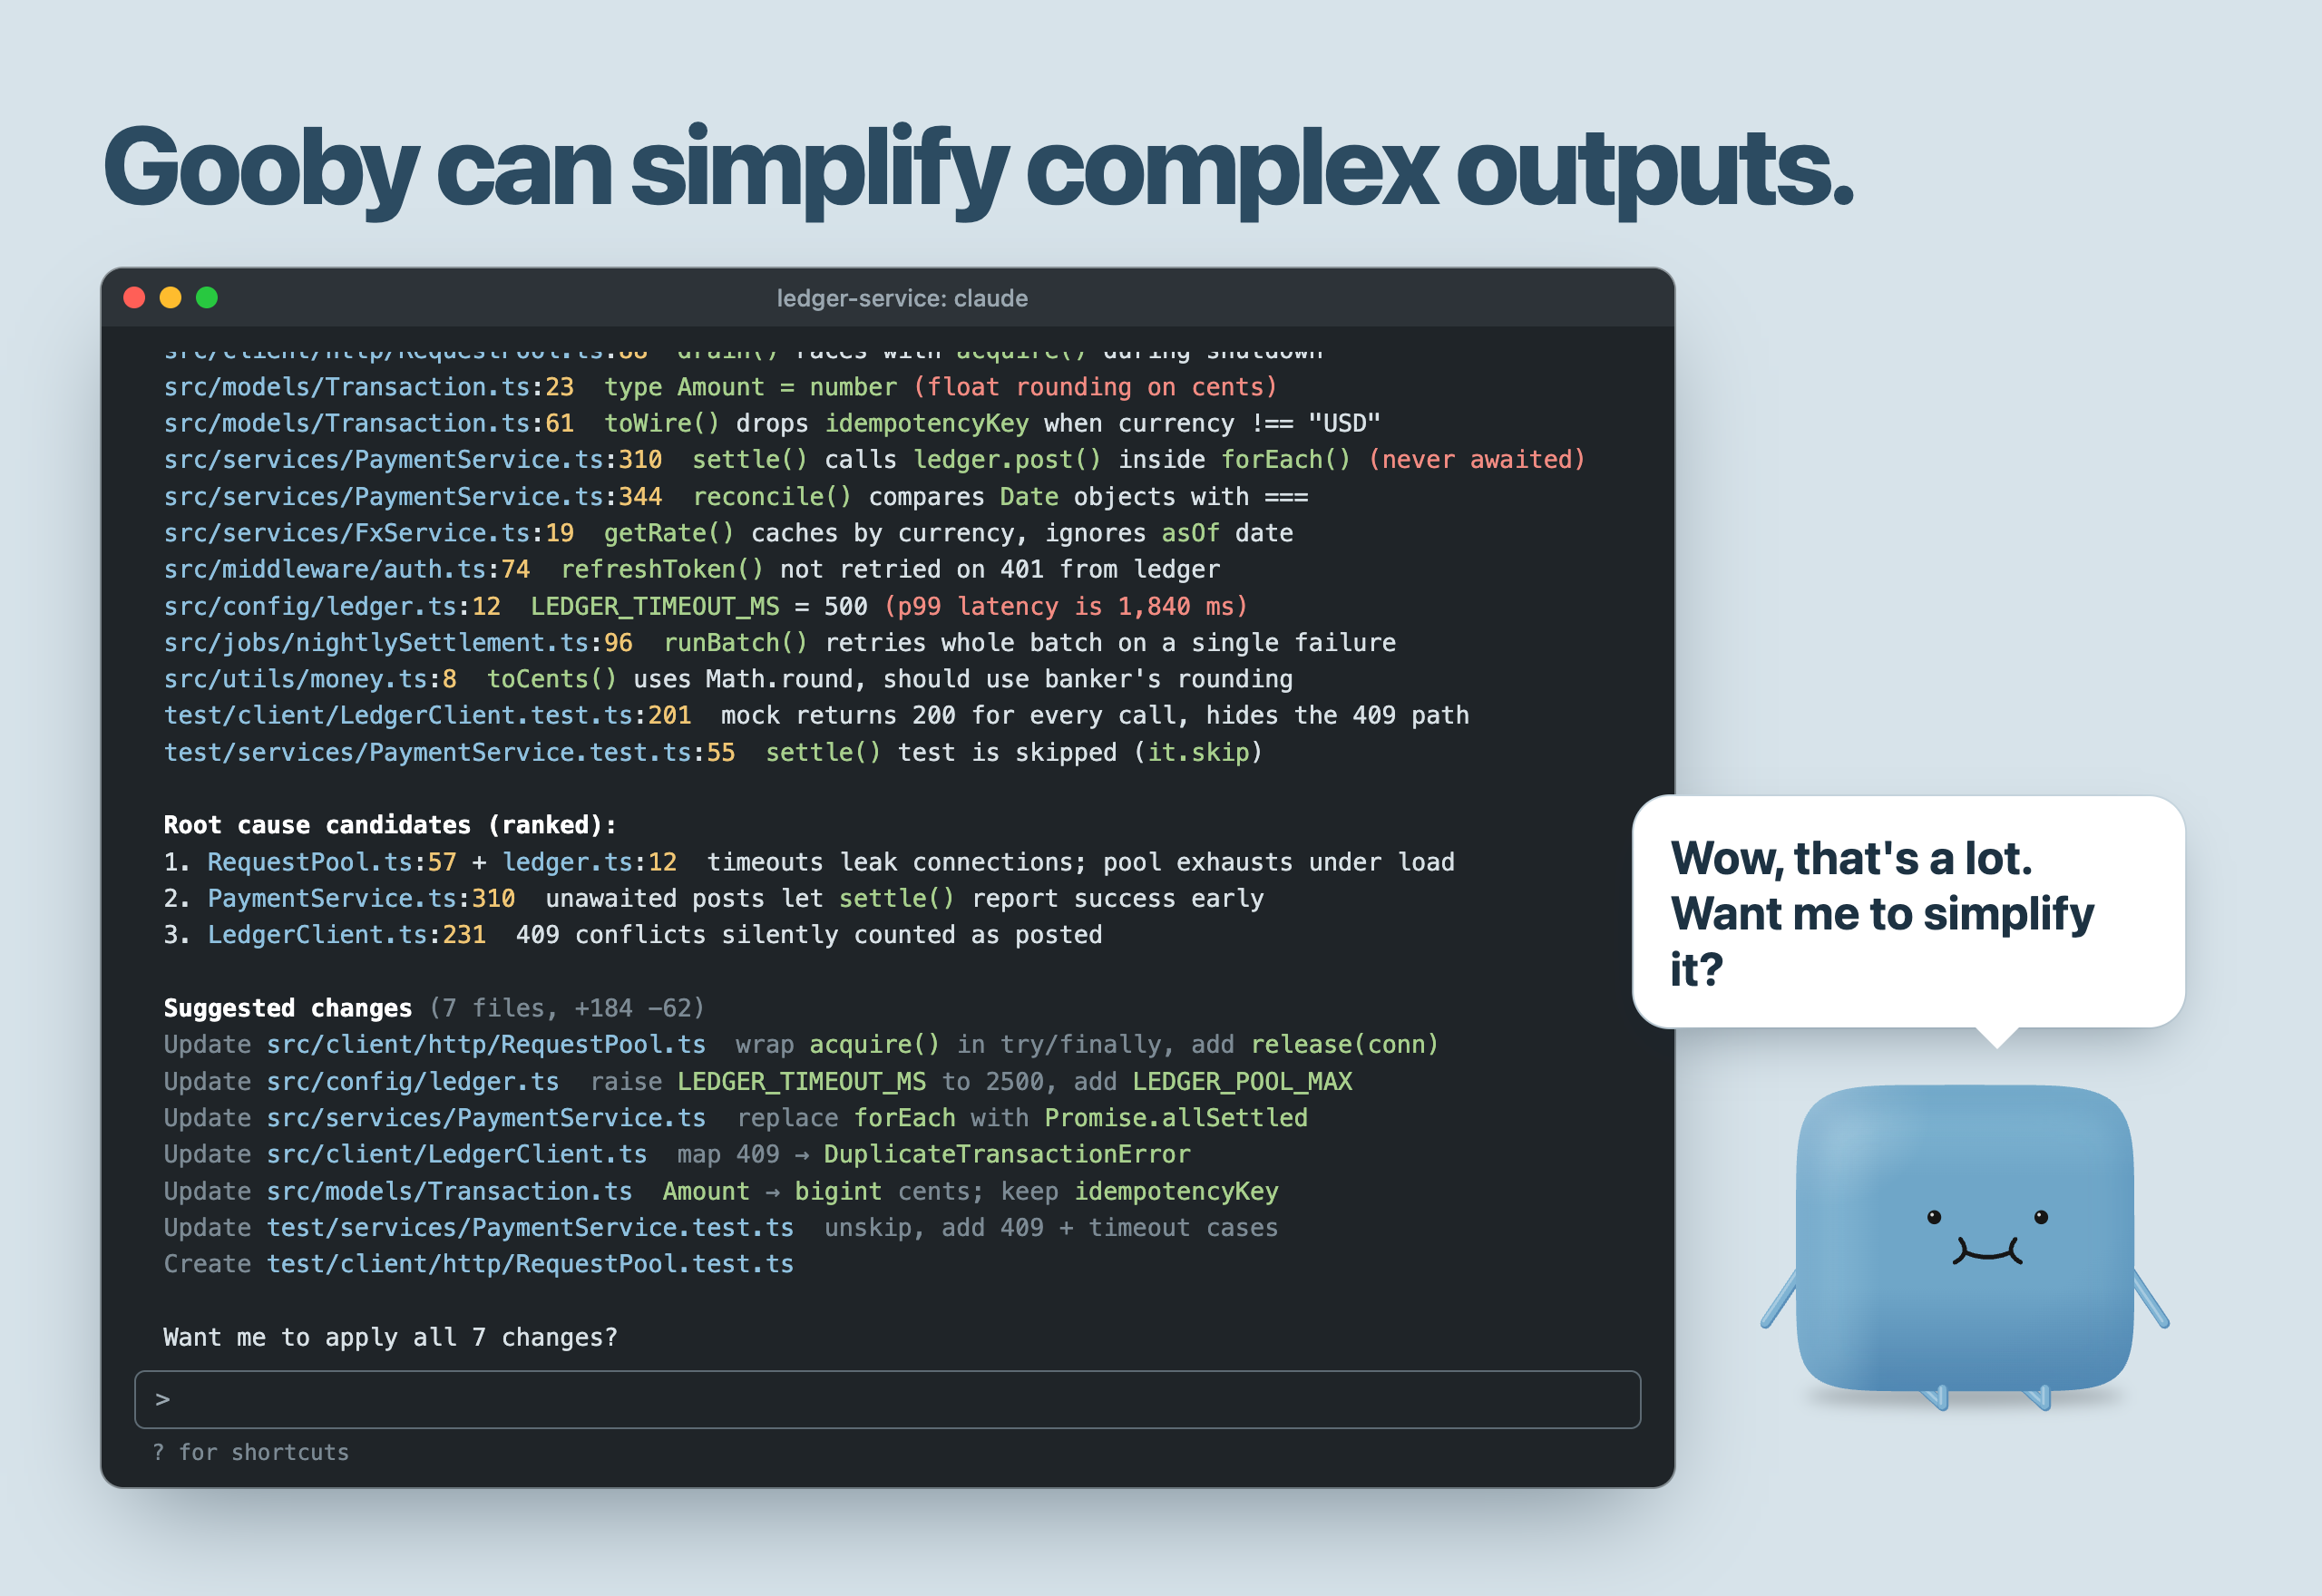 Gooby can simplify complex outputs.
ledger-service: claude
src/client/http/RequestPool.ts:88  drain() races with acquire() during shutdown
src/models/Transaction.ts:23  type Amount = number (float rounding on cents)
src/models/Transaction.ts:61  toWire() drops idempotencyKey when currency !== "USD"
src/services/PaymentService.ts:310  settle() calls ledger.post() inside forEach() (never awaited)
src/services/PaymentService.ts:344  reconcile() compares Date objects with ===
src/services/FxService.ts:19  getRate() caches by currency, ignores asOf date
src/middleware/auth.ts:74  refreshToken() not retried on 401 from ledger
src/config/ledger.ts:12  LEDGER_TIMEOUT_MS = 500 (p99 latency is 1,840 ms)
src/jobs/nightlySettlement.ts:96  runBatch() retries whole batch on a single failure
src/utils/money.ts:8  toCents() uses Math.round, should use banker's rounding
test/client/LedgerClient.test.ts:201  mock returns 200 for every call, hides the 409 path
test/services/PaymentService.test.ts:55  settle() test is skipped (it.skip)
Root cause candidates (ranked):
1. RequestPool.ts:57 + ledger.ts:12  timeouts leak connections; pool exhausts under load
2. PaymentService.ts:310  unawaited posts let settle() report success early
3. LedgerClient.ts:231  409 conflicts silently counted as posted
Suggested changes (7 files, +184 −62)
Update src/client/http/RequestPool.ts  wrap acquire() in try/finally, add release(conn)
Update src/config/ledger.ts  raise LEDGER_TIMEOUT_MS to 2500, add LEDGER_POOL_MAX
Update src/services/PaymentService.ts  replace forEach with Promise.allSettled
Update src/client/LedgerClient.ts  map 409 → DuplicateTransactionError
Update src/models/Transaction.ts  Amount → bigint cents; keep idempotencyKey
Update test/services/PaymentService.test.ts  unskip, add 409 + timeout cases
Create test/client/http/RequestPool.test.ts
Want me to apply all 7 changes?
>
? for shortcuts
Wow, that's a lot.
Want me to simplify
it?